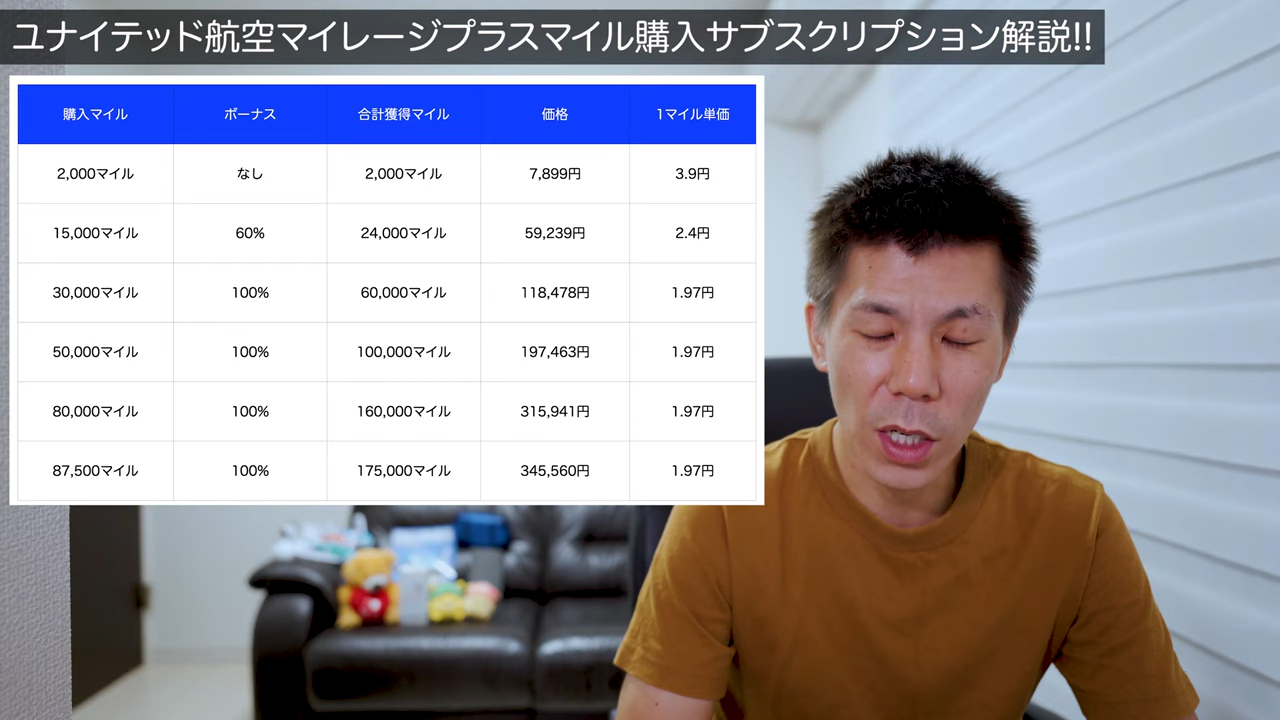 ユナイテッド航空マイレージプラスマイル購入サブスクリプション解説!!
購入マイル ボーナス 合計獲得マイル 価格 1マイル単価
2,000マイル なし 2,000マイル 7,899円 3.9円
15,000マイル 60% 24,000マイル 59,239円 2.4円
30,000マイル 100% 60,000マイル 118,478円 1.97円
50,000マイル 100% 100,000マイル 197,463円 1.97円
80,000マイル 100% 160,000マイル 315,941円 1.97円
87,500マイル 100% 175,000マイル 345,560円 1.97円